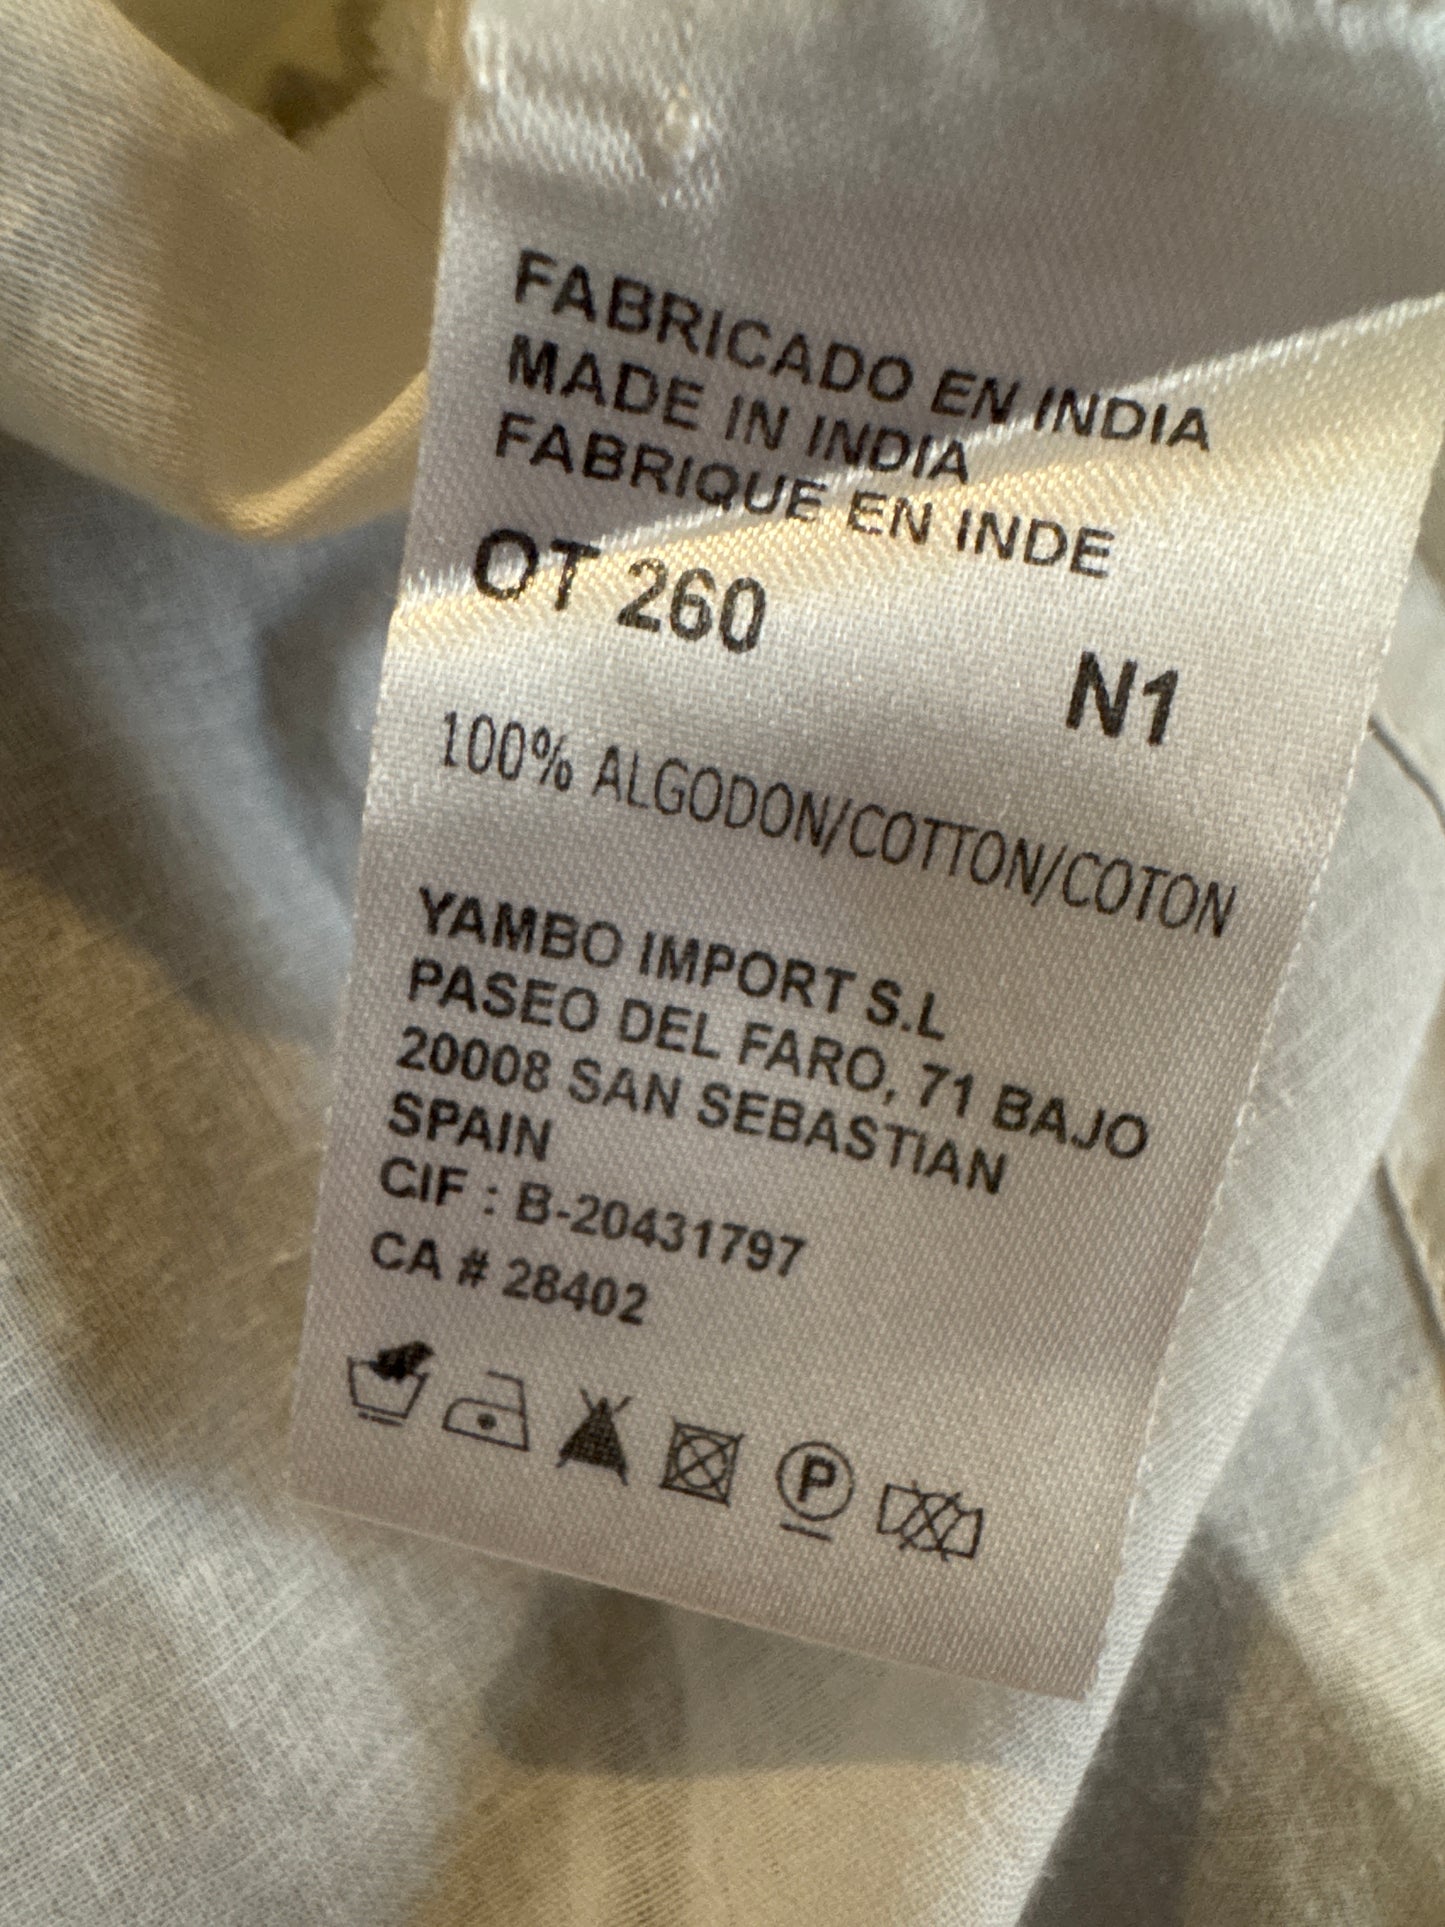 FABRICADO EN INDIA
MADE IN INDIA
FABRIQUE EN INDE
OT 260
N1
100% ALGODON/COTTON/COTON
YAMBO IMPORT S.L
PASEO DEL FARO, 71 BAJO
20008 SAN SEBASTIAN
SPAIN
CIF : B-20431797
CA # 28402
P